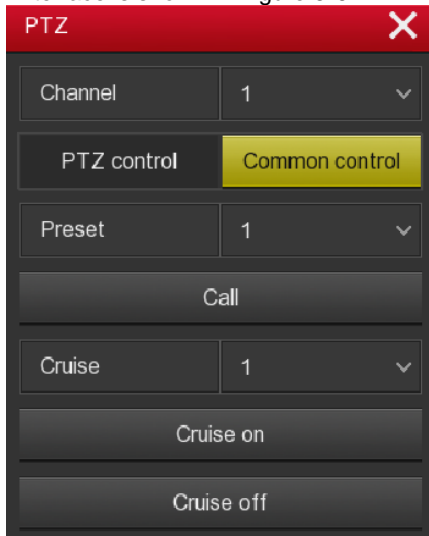 PTZ
Channel 1
PTZ control Common control
Preset 1
Call
Cruise 1
Cruise on
Cruise off